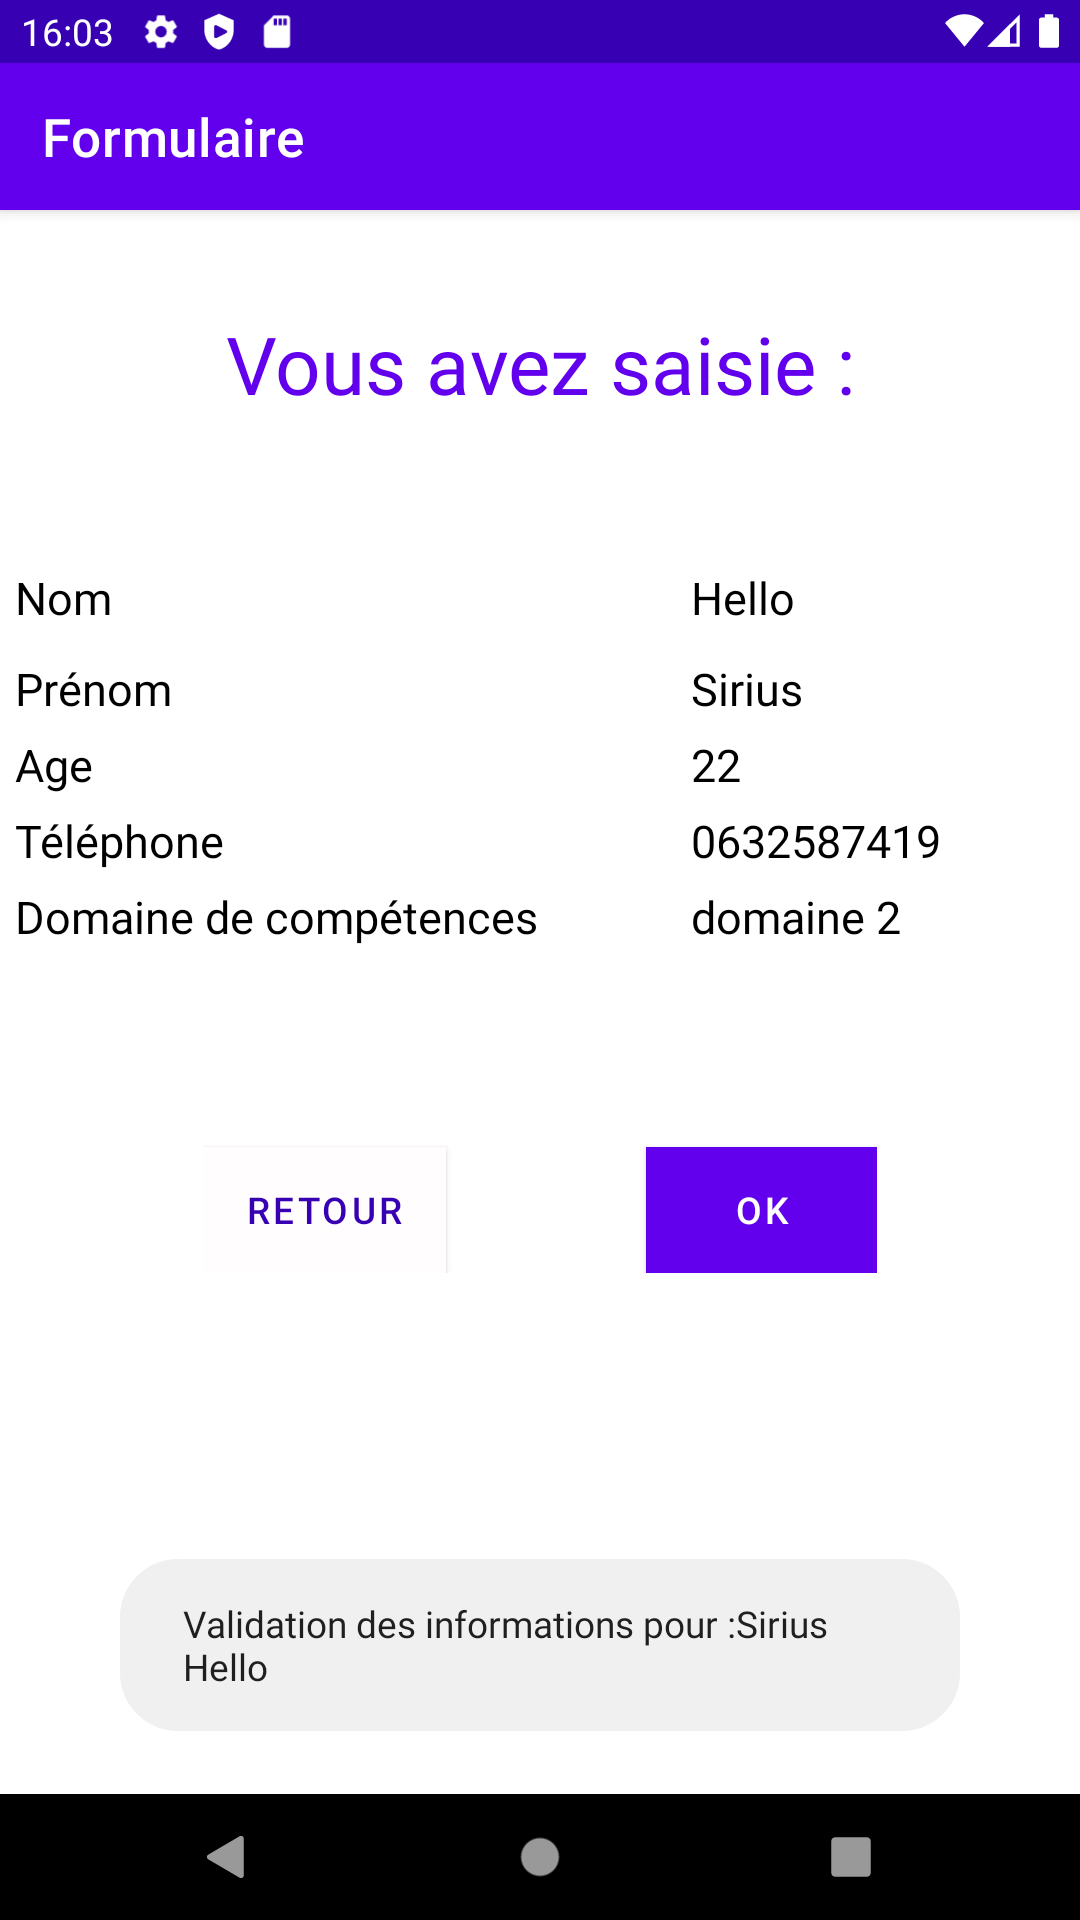 16:03
Formulaire
Vous avez saisie :
Nom Hello
Prénom Sirius
Age 22
Téléphone 0632587419
Domaine de compétences domaine 2
RETOUR OK
Validation des informations pour :Sirius
Hello